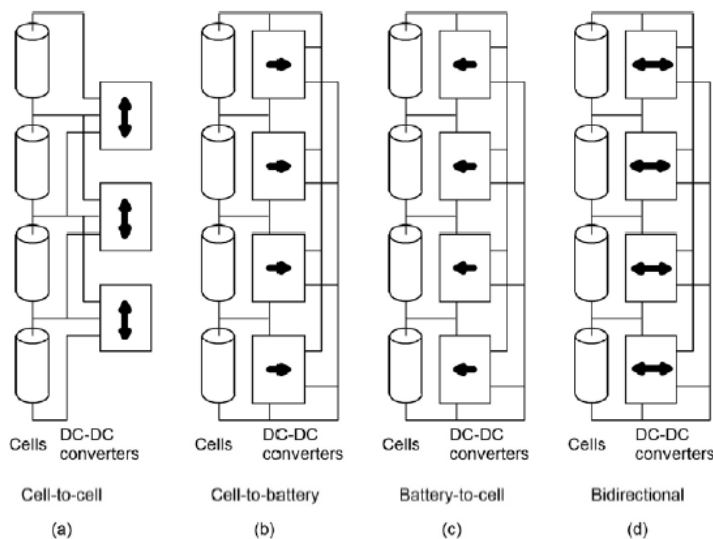 Cells DC-DC converters Cells DC-DC converters Cells DC-DC converters Cells DC-DC converters
Cell-to-cell Cell-to-battery Battery-to-cell Bidirectional
(a) (b) (c) (d)